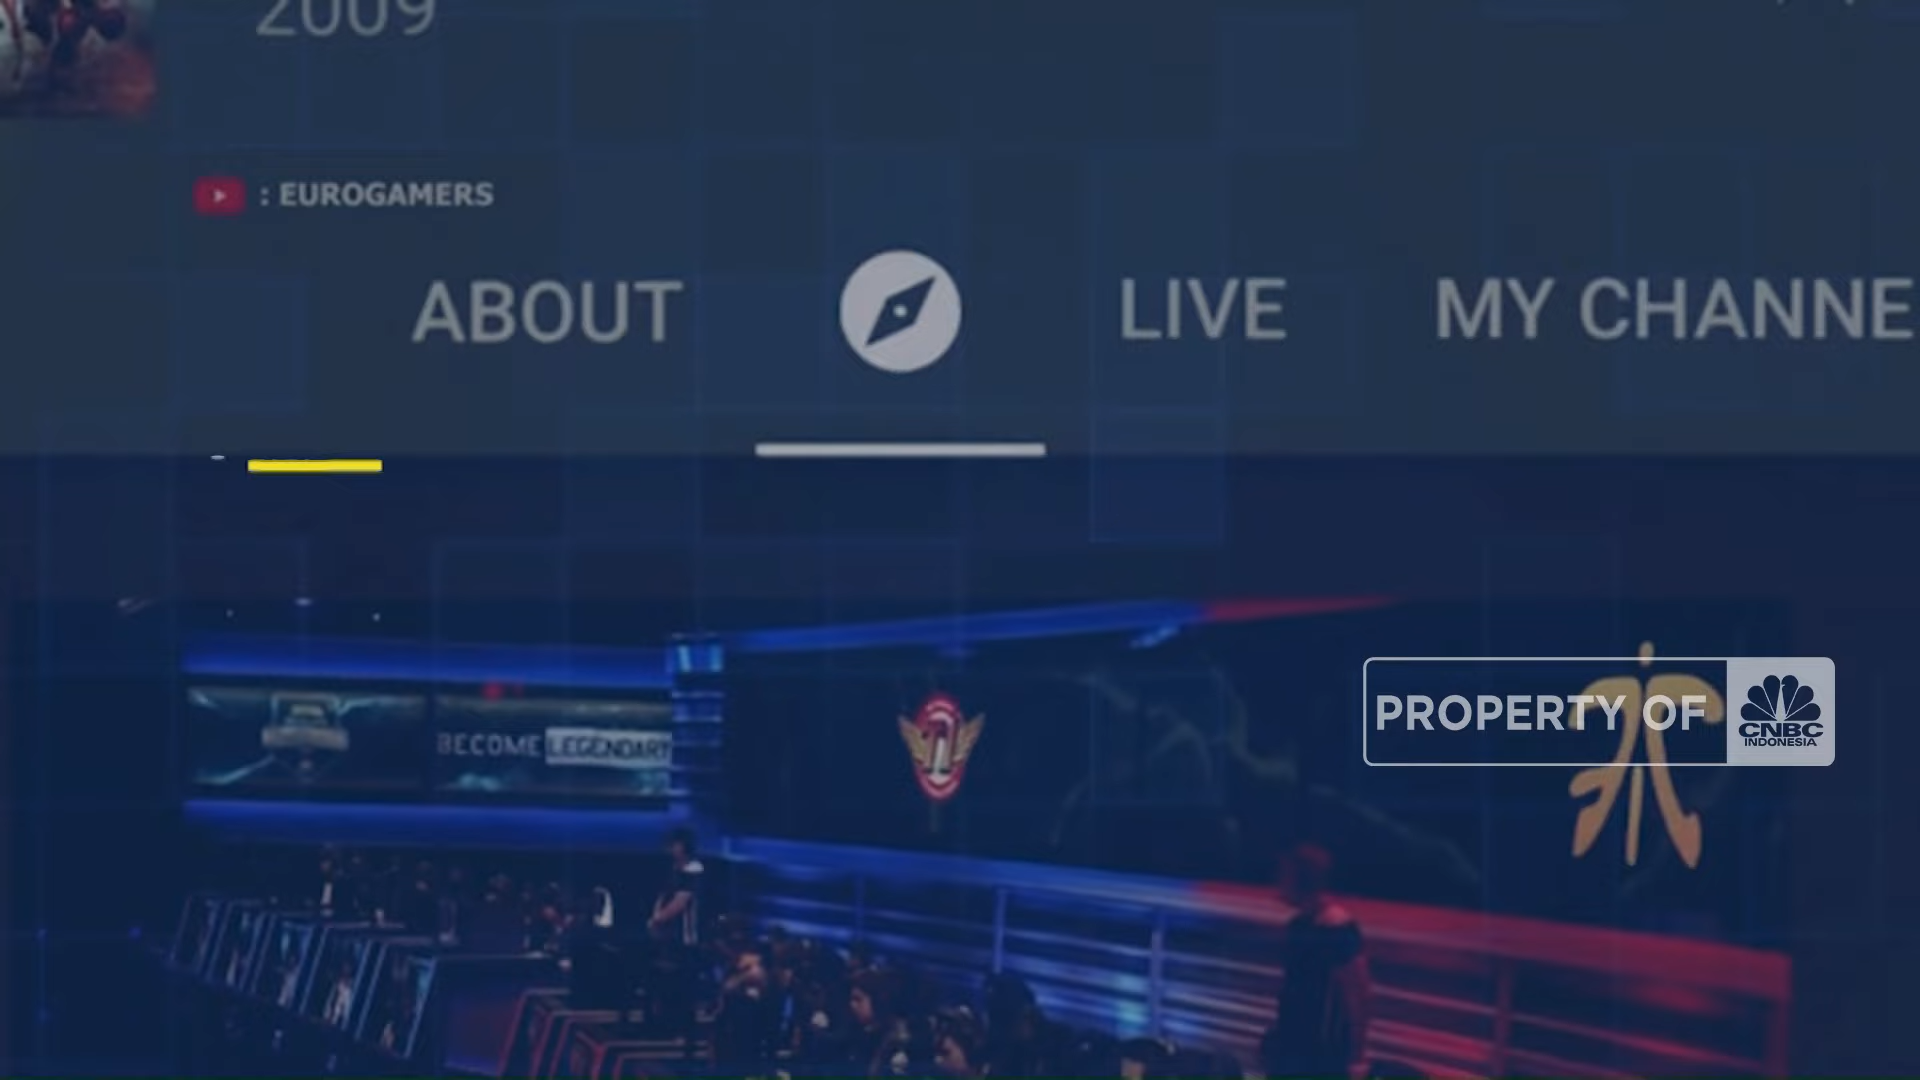 2009
: EUROGAMERS
ABOUT LIVE MY CHANNE
BECOME LEGENDARY
PROPERTY OF CNBC
INDONESIA